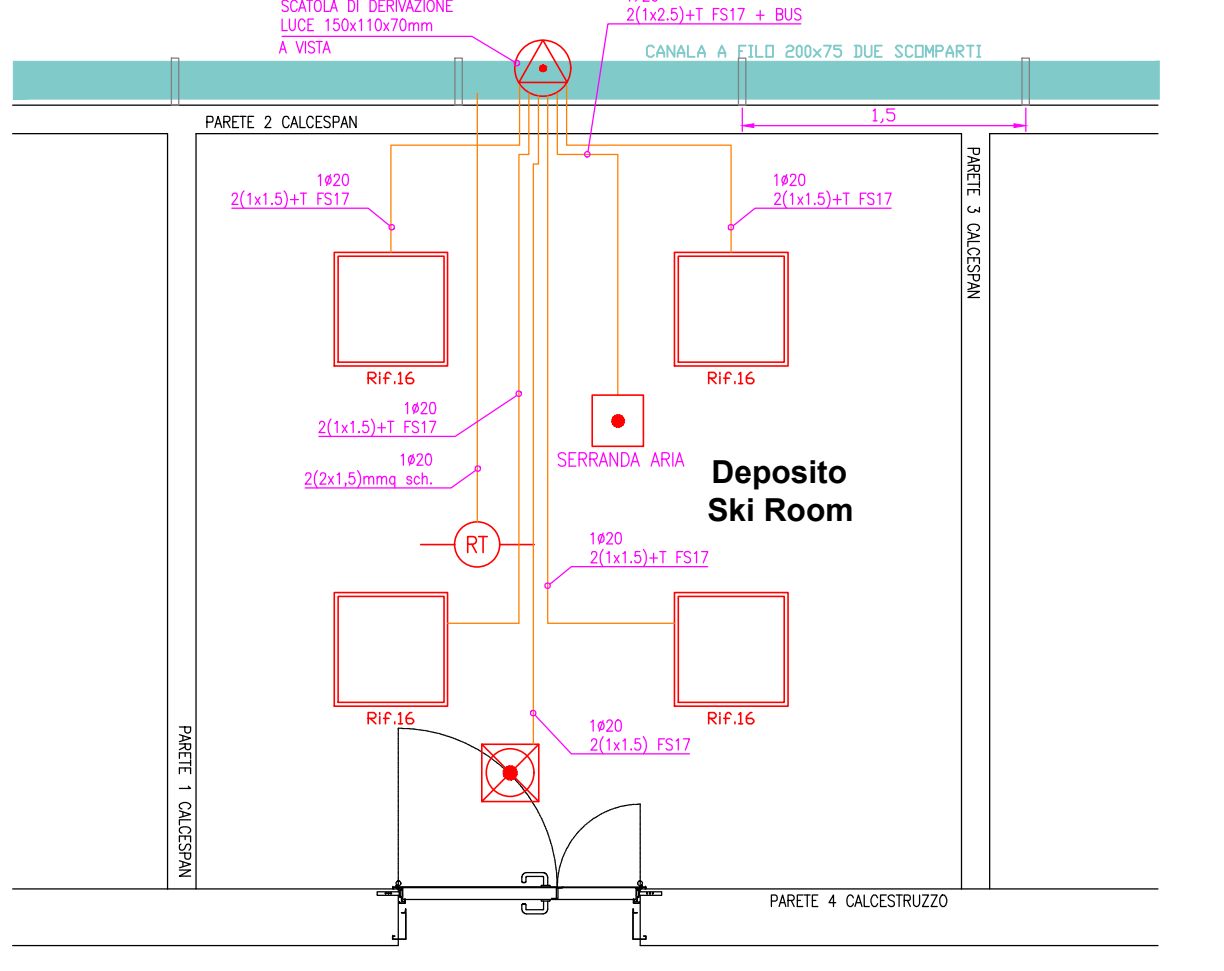 SCATOLA DI DERIVAZIONE
LUCE 150x110x70mm
A VISTA
1ø20
2(1x2.5)+T FS17 + BUS
CANALA A FILO 200x75 DUE SCOMPARTI
1,5
PARETE 2 CALCESPAN
PARETE 3 CALCESPAN
1ø20
2(1x1.5)+T FS17
1ø20
2(1x1.5)+T FS17
Rif.16
Rif.16
1ø20
2(1x1.5)+T FS17
SERRANDA ARIA
1ø20
2(2x1,5)mmq sch.
Deposito
Ski Room
RT
1ø20
2(1x1.5)+T FS17
Rif.16
Rif.16
1ø20
2(1x1.5) FS17
PARETE 1 CALCESPAN
PARETE 4 CALCESTRUZZO